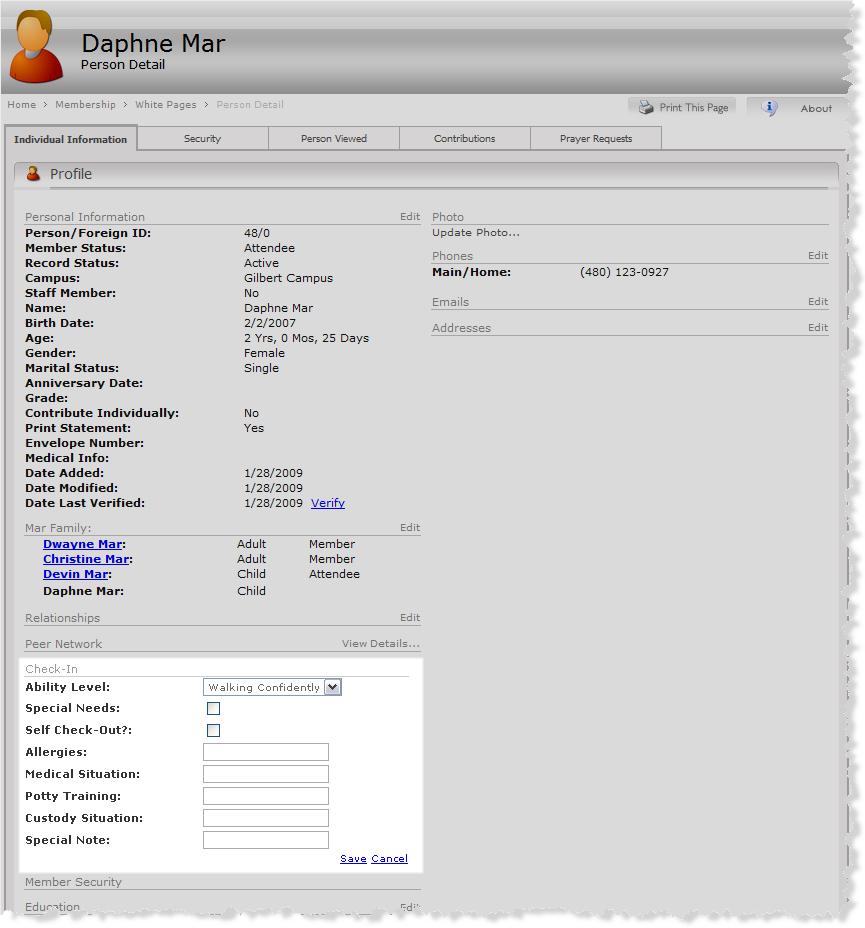 Daphne Mar
Person Detail
Home > Membership > White Pages > Person Detail
Print This Page
About
Individual Information
Security
Person Viewed
Contributions
Prayer Requests
Profile
Personal Information Edit
Person/Foreign ID: 48/0
Member Status: Attendee
Record Status: Active
Campus: Gilbert Campus
Staff Member: No
Name: Daphne Mar
Birth Date: 2/2/2007
Age: 2 Yrs, 0 Mos, 25 Days
Gender: Female
Marital Status: Single
Anniversary Date:
Grade:
Contribute Individually: No
Print Statement: Yes
Envelope Number:
Medical Info:
Date Added: 1/28/2009
Date Modified: 1/28/2009
Date Last Verified: 1/28/2009 Verify
Mar Family: Edit
Dwayne Mar: Adult Member
Christine Mar: Adult Member
Devin Mar: Child Attendee
Daphne Mar: Child
Relationships Edit
Peer Network View Details...
Check-In
Ability Level: Walking Confidently
Special Needs:
Self Check-Out?:
Allergies:
Medical Situation:
Potty Training:
Custody Situation:
Special Note:
Save Cancel
Member Security
Education Edit
Photo
Update Photo...
Phones Edit
Main/Home: (480) 123-0927
Emails Edit
Addresses Edit